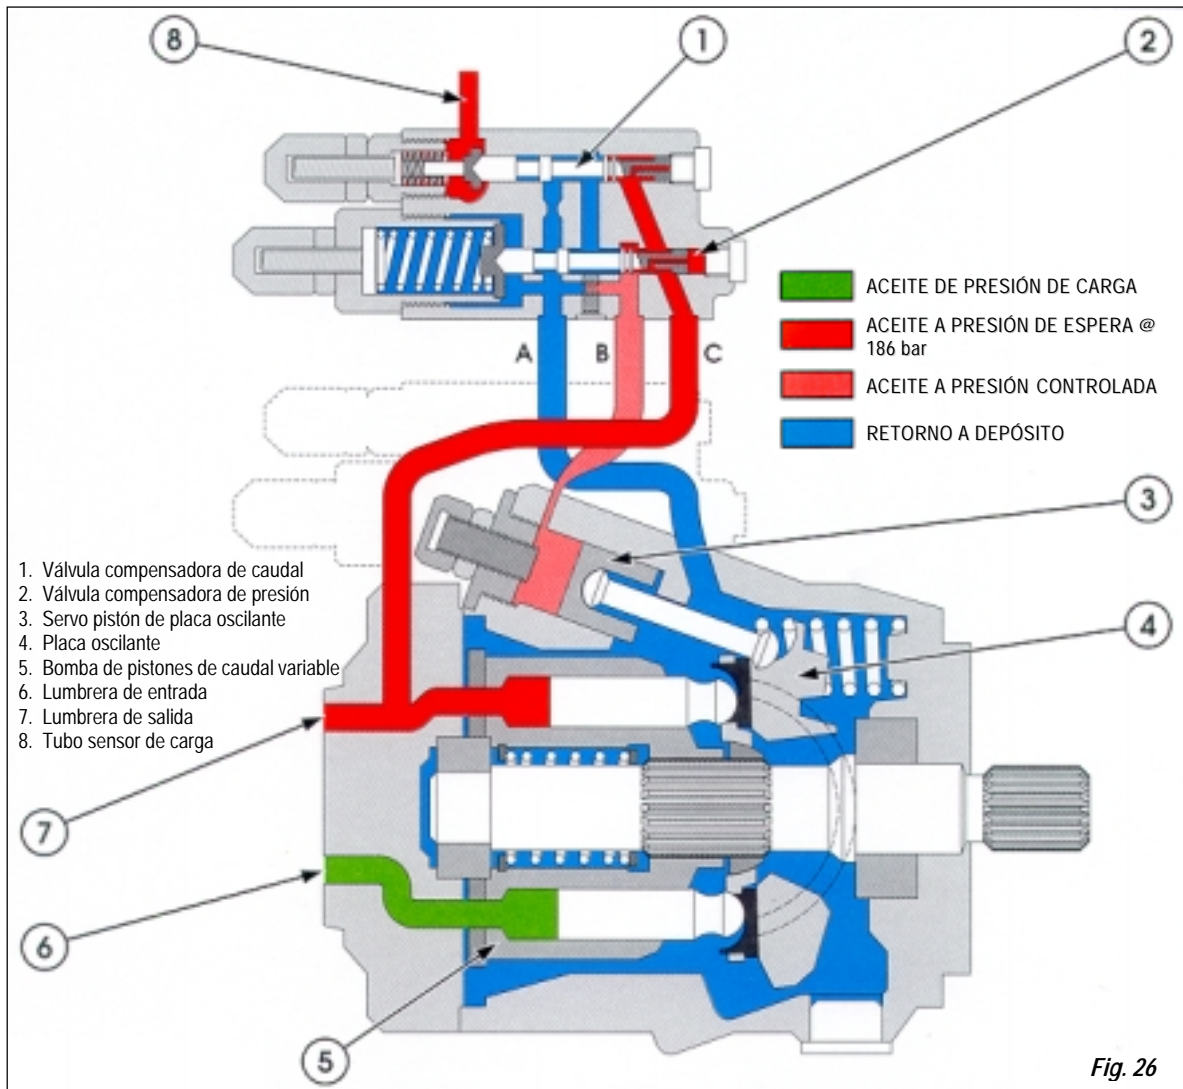 8
1
2
ACEITE DE PRESIÓN DE CARGA
ACEITE A PRESIÓN DE ESPERA @
186 bar
A
B
C
ACEITE A PRESIÓN CONTROLADA
RETORNO A DEPÓSITO
3
1. Válvula compensadora de caudal
2. Válvula compensadora de presión
3. Servo pistón de placa oscilante
4. Placa oscilante
5. Bomba de pistones de caudal variable
6. Lumbrera de entrada
7. Lumbrera de salida
8. Tubo sensor de carga
4
7
6
5
Fig. 26